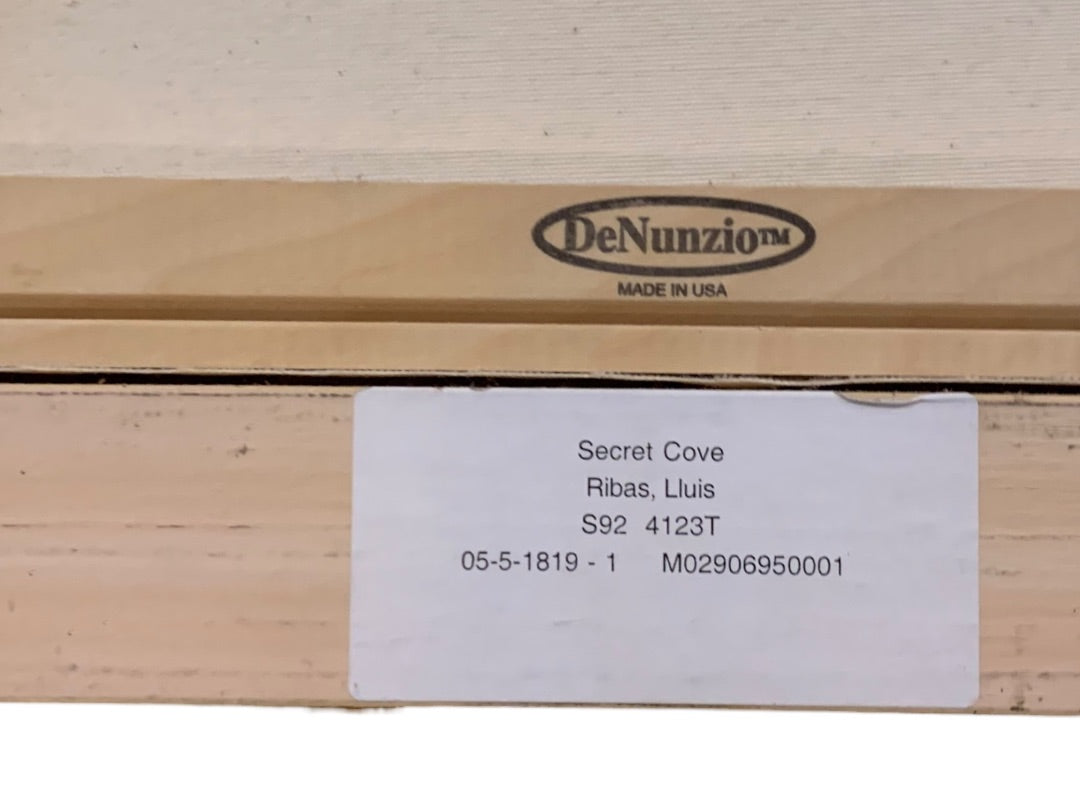 DeNunzio™
MADE IN USA
Secret Cove
Ribas, Lluis
S92 4123T
05-5-1819 - 1 M02906950001